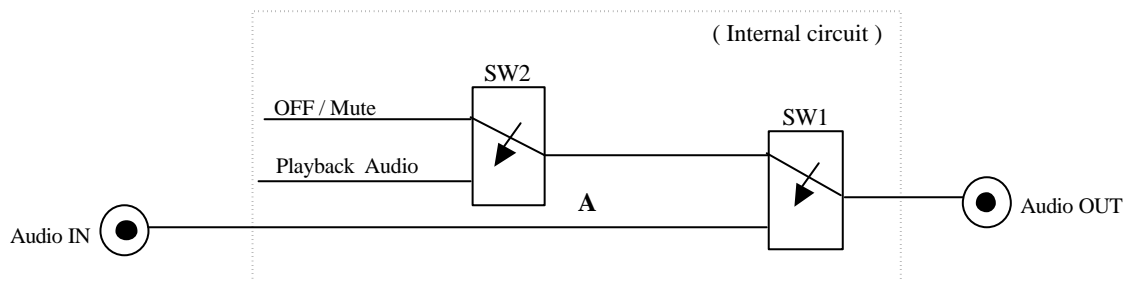 ( Internal circuit )
SW2
OFF / Mute
SW1
Playback Audio
A
Audio IN
Audio OUT